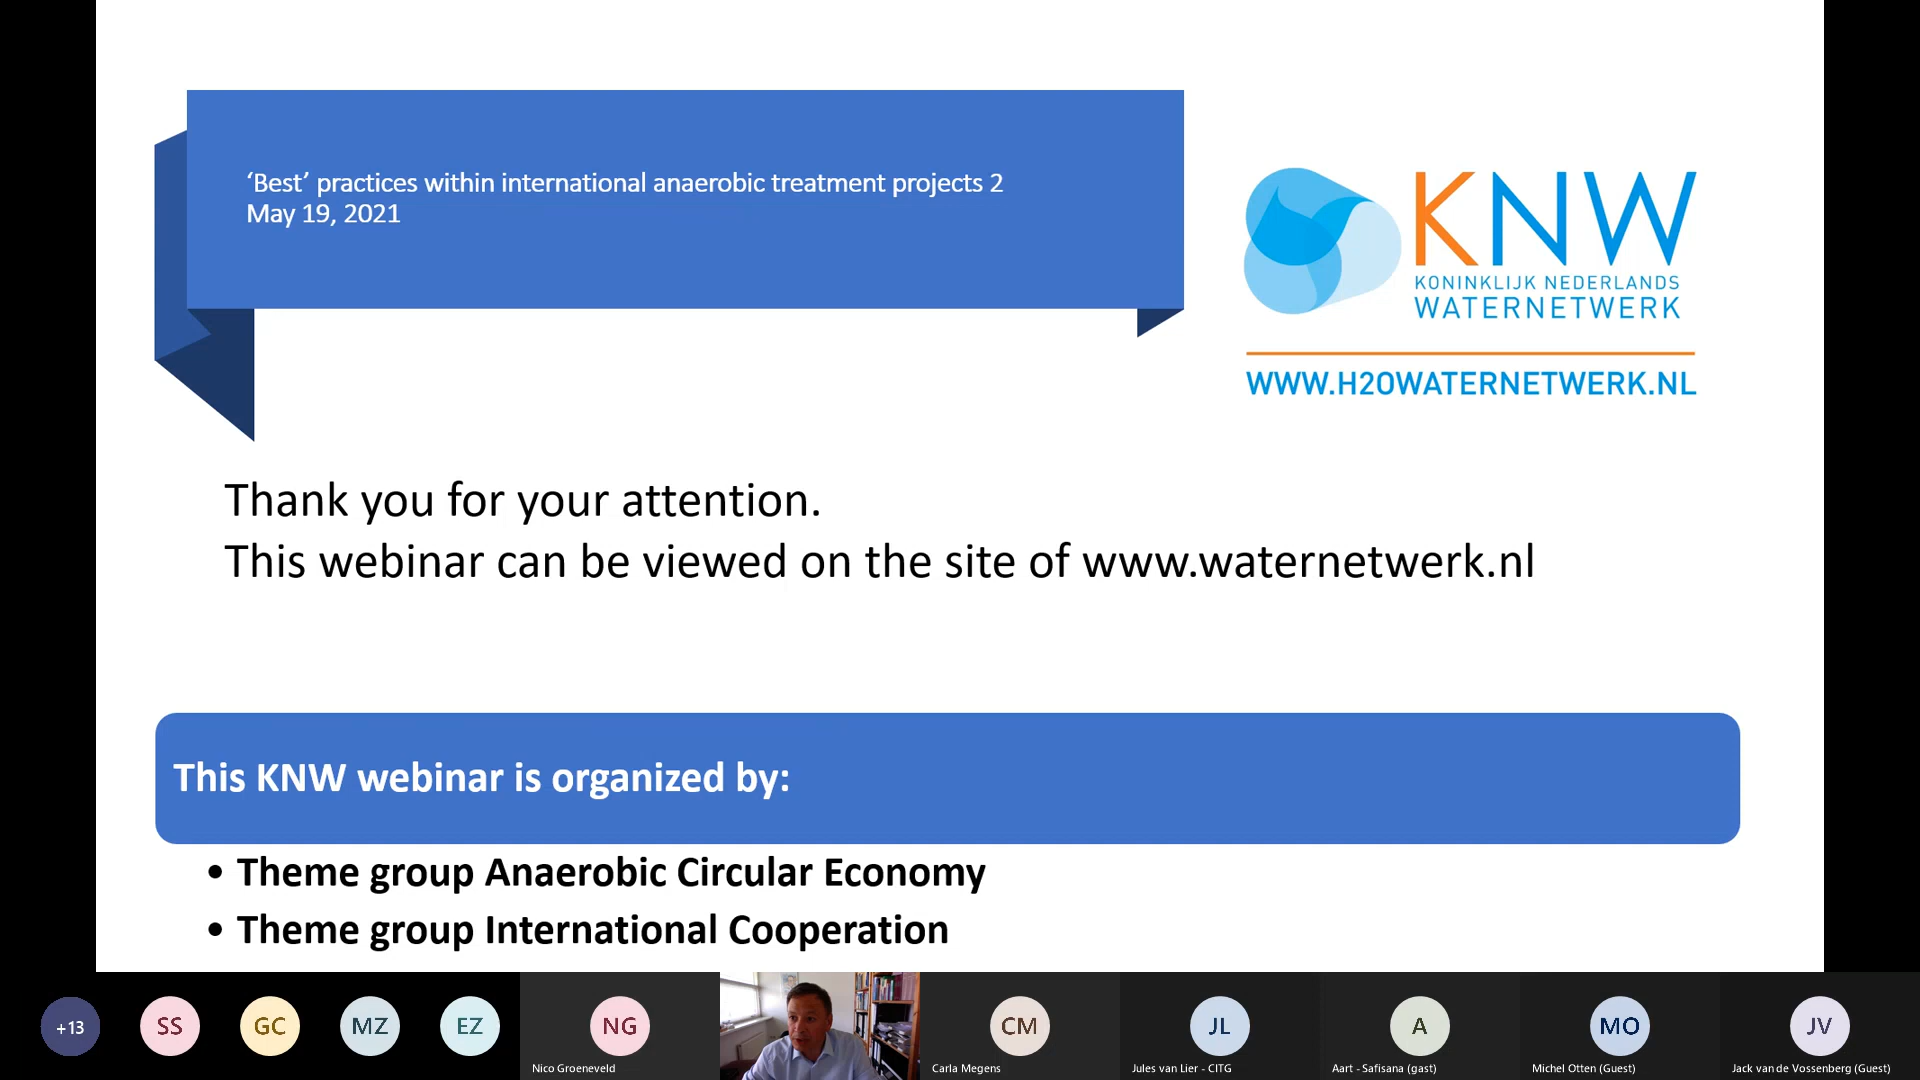 ‘Best’ practices within international anaerobic treatment projects 2
May 19, 2021
KNW
KONINKLIJK NEDERLANDS
WATERNETWERK
WWW.H2OWATERNETWERK.NL
Thank you for your attention.
This webinar can be viewed on the site of www.waternetwerk.nl
This KNW webinar is organized by:
• Theme group Anaerobic Circular Economy
• Theme group International Cooperation
+13
SS
GC
MZ
EZ
NG
Nico Groeneveld
CM
Carla Megens
JL
Jules van Lier - CITG
A
Aart - Safisana (gast)
MO
Michel Otten (Guest)
JV
Jack van de Vossenberg (Guest)